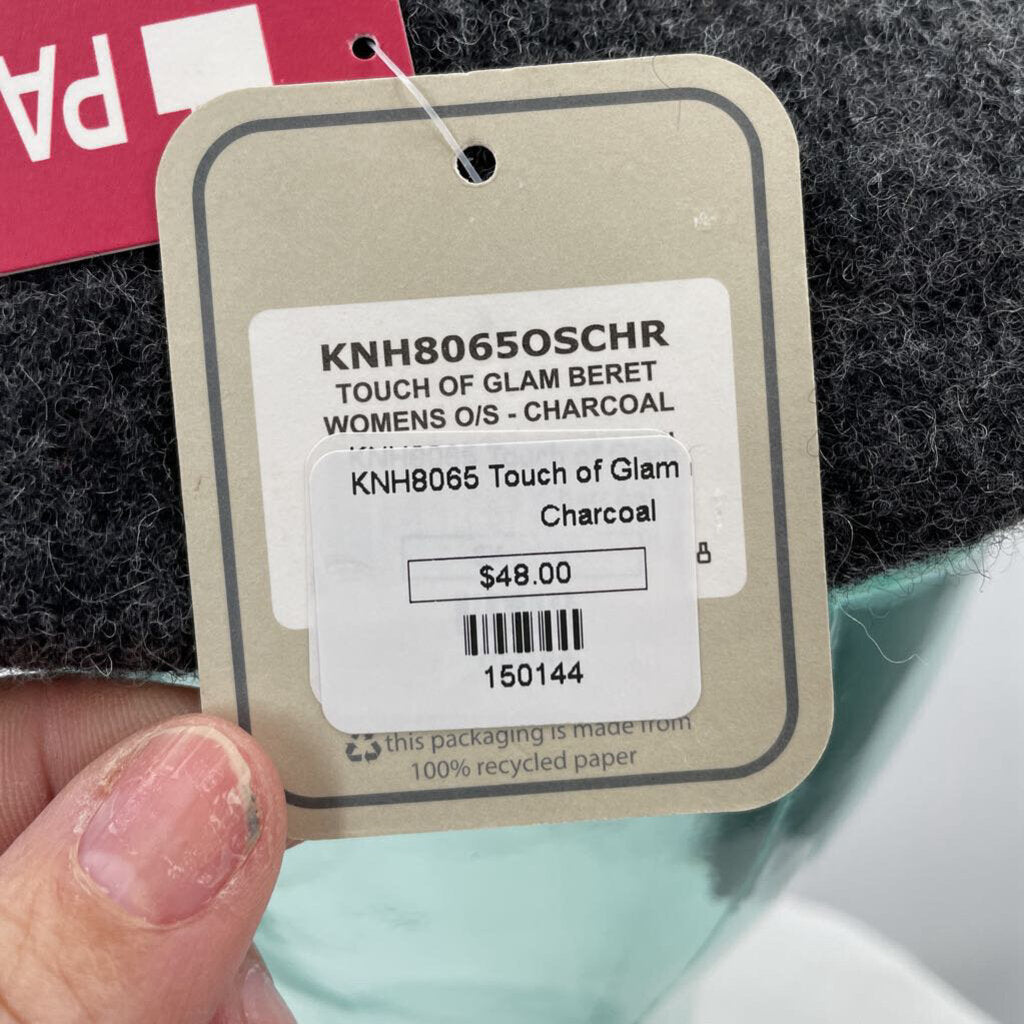 PA
KNH8065OSCHR
TOUCH OF GLAM BERET
WOMENS O/S - CHARCOAL
KNH8065 Touch of Glam
Charcoal
$48.00
150144
this packaging is made from
100% recycled paper